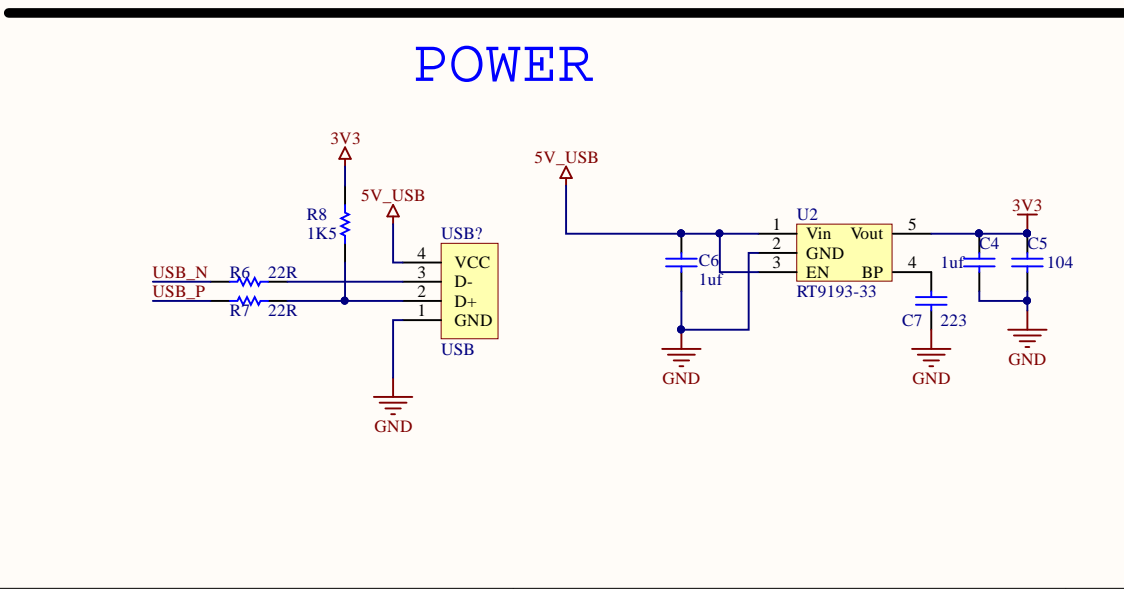 POWER
3V3
5V_USB
R8
1K5
USB?
4 VCC
USB_N R6 22R 3 D-
USB_P R7 22R 2 D+
1 GND
USB
GND
5V_USB
U2
3V3
1 Vin Vout 5
2 GND
3 EN BP 4
RT9193-33
C6
1uf
C4
1uf
C5
104
C7 223
GND
GND
GND